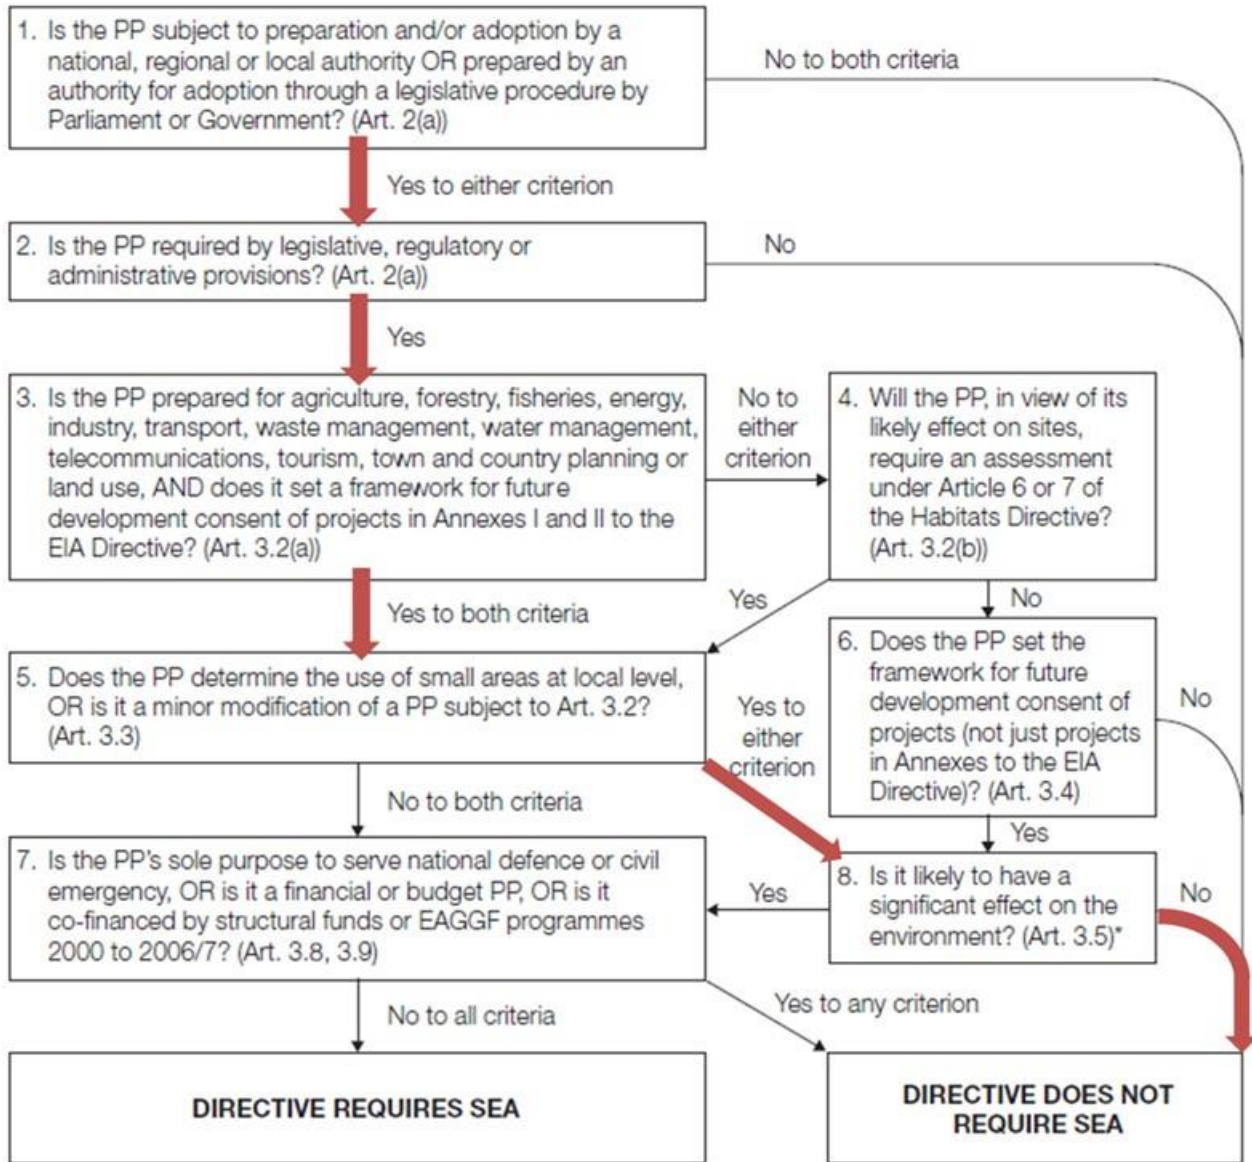 1. Is the PP subject to preparation and/or adoption by a
national, regional or local authority OR prepared by an
authority for adoption through a legislative procedure by
Parliament or Government? (Art. 2(a))
No to both criteria
Yes to either criterion
2. Is the PP required by legislative, regulatory or
administrative provisions? (Art. 2(a))
No
Yes
3. Is the PP prepared for agriculture, forestry, fisheries, energy,
industry, transport, waste management, water management,
telecommunications, tourism, town and country planning or
land use, AND does it set a framework for future
development consent of projects in Annexes I and II to the
EIA Directive? (Art. 3.2(a))
No to
either
criterion
4. Will the PP, in view of its
likely effect on sites,
require an assessment
under Article 6 or 7 of
the Habitats Directive?
(Art. 3.2(b))
Yes to both criteria
Yes
No
5. Does the PP determine the use of small areas at local level,
OR is it a minor modification of a PP subject to Art. 3.2?
(Art. 3.3)
Yes to
either
criterion
6. Does the PP set the
framework for future
development consent of
projects (not just projects
in Annexes to the EIA
Directive)? (Art. 3.4)
No
No to both criteria
Yes
7. Is the PP's sole purpose to serve national defence or civil
emergency, OR is it a financial or budget PP, OR is it
co-financed by structural funds or EAGGF programmes
2000 to 2006/7? (Art. 3.8, 3.9)
Yes
8. Is it likely to have a
significant effect on the
environment? (Art. 3.5)*
No
No to all criteria
Yes to any criterion
DIRECTIVE REQUIRES SEA
DIRECTIVE DOES NOT
REQUIRE SEA